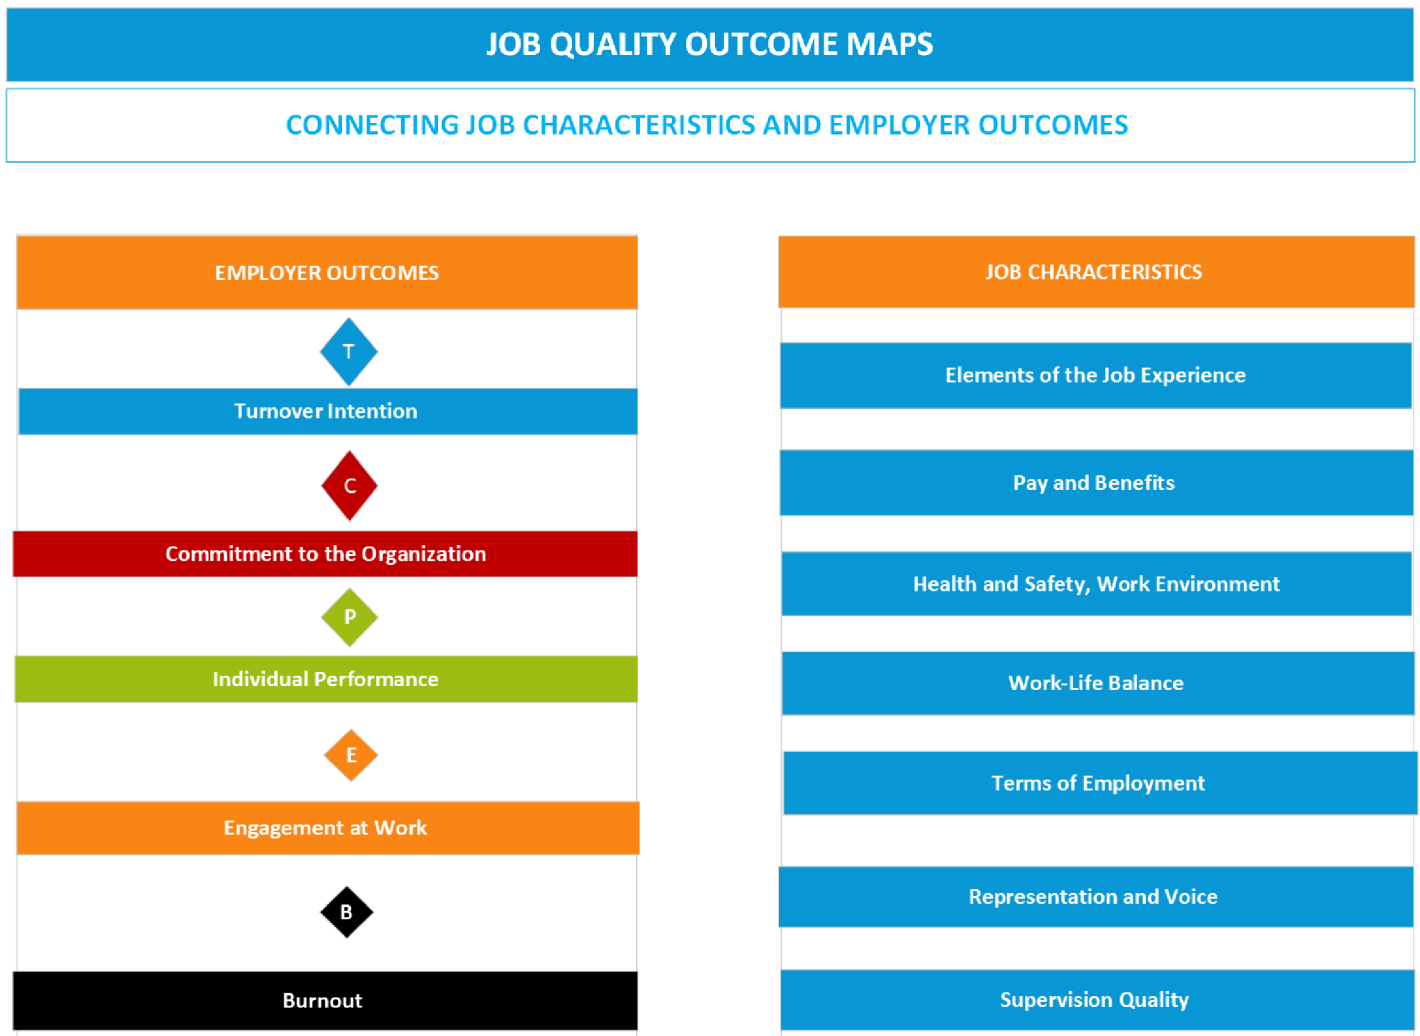 JOB QUALITY OUTCOME MAPS
CONNECTING JOB CHARACTERISTICS AND EMPLOYER OUTCOMES
EMPLOYER OUTCOMES
T
Turnover Intention
C
Commitment to the Organization
P
Individual Performance
E
Engagement at Work
B
Burnout
JOB CHARACTERISTICS
Elements of the Job Experience
Pay and Benefits
Health and Safety, Work Environment
Work-Life Balance
Terms of Employment
Representation and Voice
Supervision Quality